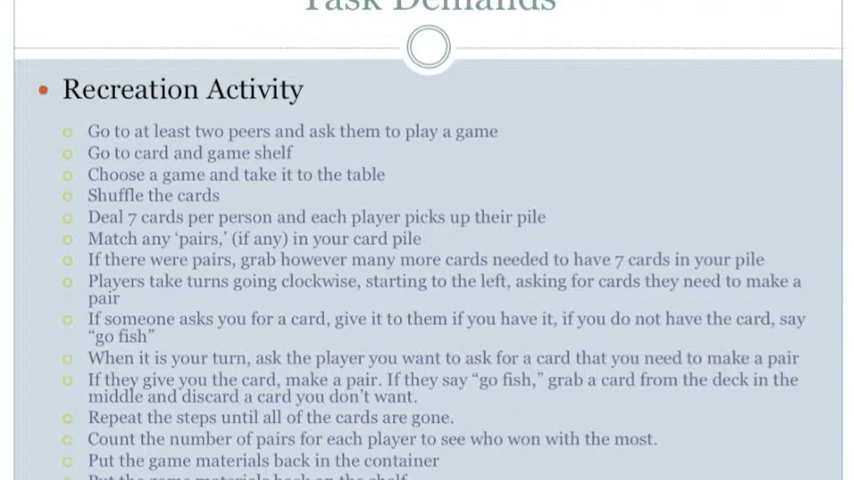 Task Demands
Recreation Activity
Go to at least two peers and ask them to play a game
Go to card and game shelf
Choose a game and take it to the table
Shuffle the cards
Deal 7 cards per person and each player picks up their pile
Match any ‘pairs,’ (if any) in your card pile
If there were pairs, grab however many more cards needed to have 7 cards in your pile
Players take turns going clockwise, starting to the left, asking for cards they need to make a
pair
If someone asks you for a card, give it to them if you have it, if you do not have the card, say
“go fish”
When it is your turn, ask the player you want to ask for a card that you need to make a pair
If they give you the card, make a pair. If they say “go fish,” grab a card from the deck in the
middle and discard a card you don’t want.
Repeat the steps until all of the cards are gone.
Count the number of pairs for each player to see who won with the most.
Put the game materials back in the container
Put the game materials back on the shelf